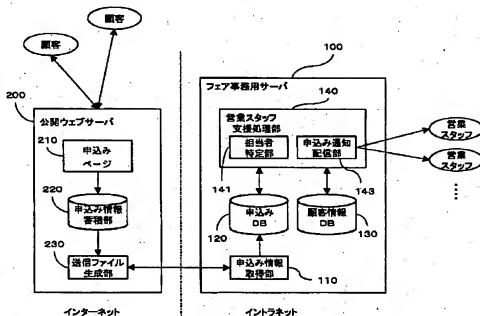 顧客
顧客
200
公開ウェブサーバ
210
申込み
ページ
220
申込み情報
蓄積部
230
送信ファイル
生成部
インターネット
100
フェア事務用サーバ
140
営業スタッフ
支援処理部
担当者
特定部
141
申込み通知
配信部
143
営業
スタッフ
営業
スタッフ
申込み
DB
120
顧客情報
DB
130
申込み情報
取得部
110
イントラネット